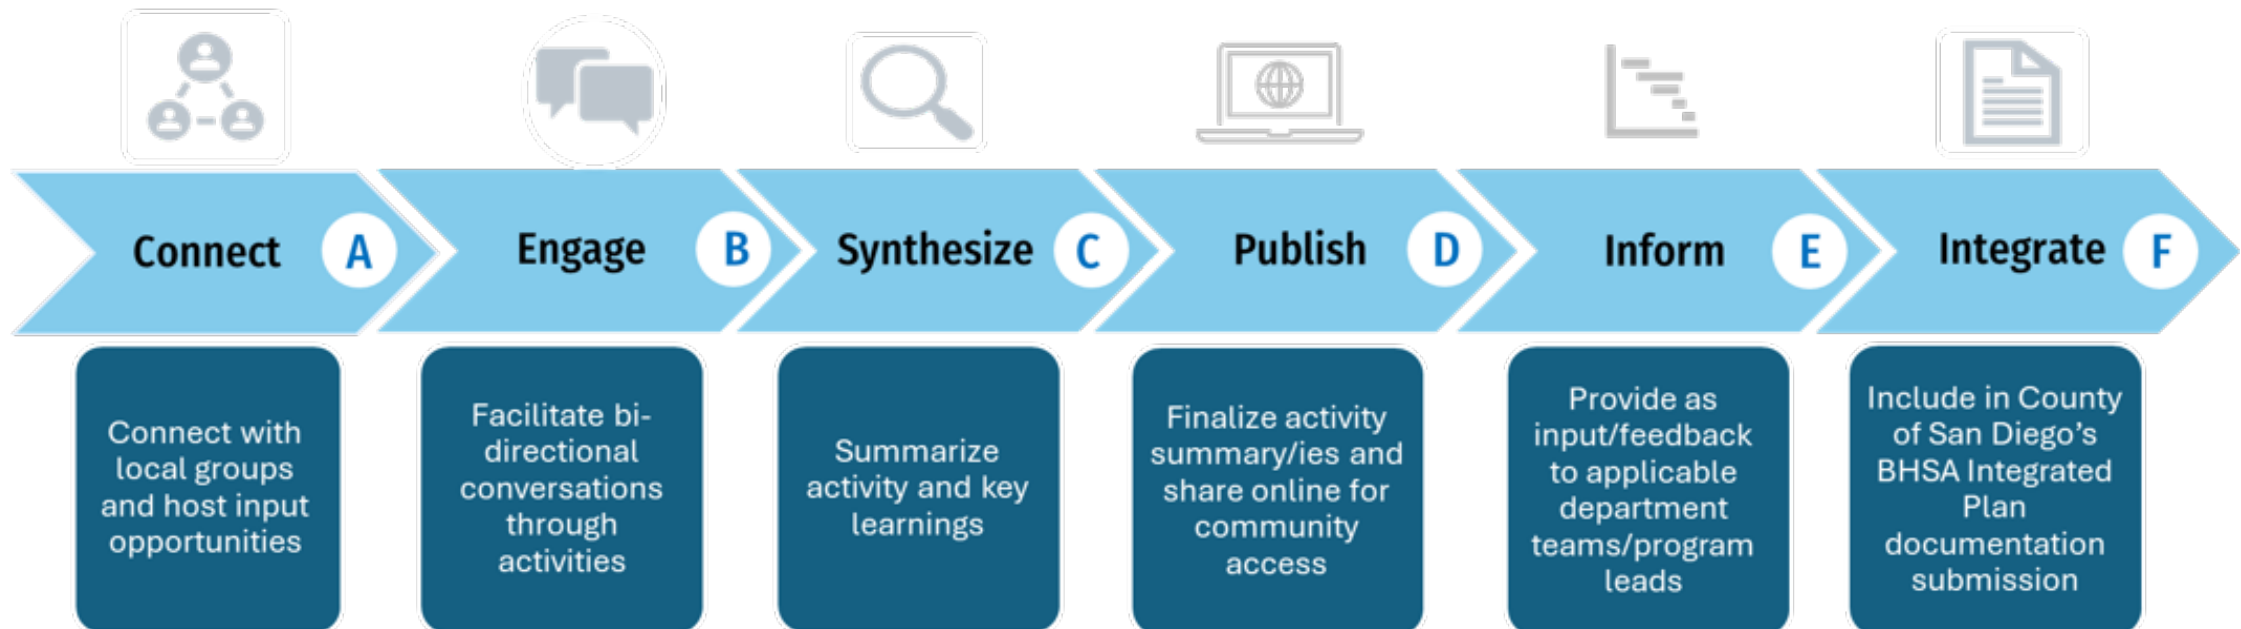 Connect A
Engage B
Synthesize C
Publish D
Inform E
Integrate F
Connect with
local groups
and host input
opportunities
Facilitate bi-
directional
conversations
through
activities
Summarize
activity and key
learnings
Finalize activity
summary/ies and
share online for
community
access
Provide as
input/feedback
to applicable
department
teams/program
leads
Include in County
of San Diego’s
BHSA Integrated
Plan
documentation
submission